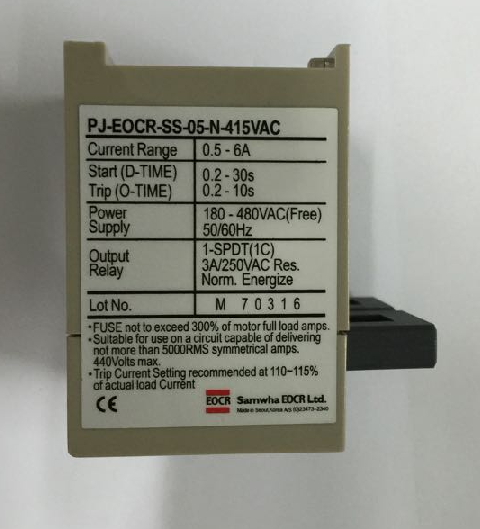 PJ-EOCR-SS-05-N-415VAC
Current Range 0.5 - 6A
Start (D-TIME) 0.2 - 30s
Trip (O-TIME) 0.2 - 10s
Power Supply 180 - 480VAC(Free) 50/60Hz
Output Relay 1-SPDT(1C) 3A/250VAC Res. Norm. Energize
Lot No. M 70316
• FUSE not to exceed 300% of motor full load amps.
• Suitable for use on a circuit capable of delivering
not more than 5000RMS symmetrical amps.
440Volts max.
• Trip Current Setting recommended at 110~115%
of actual load Current
CE EOCR Samwha EOCR Ltd.